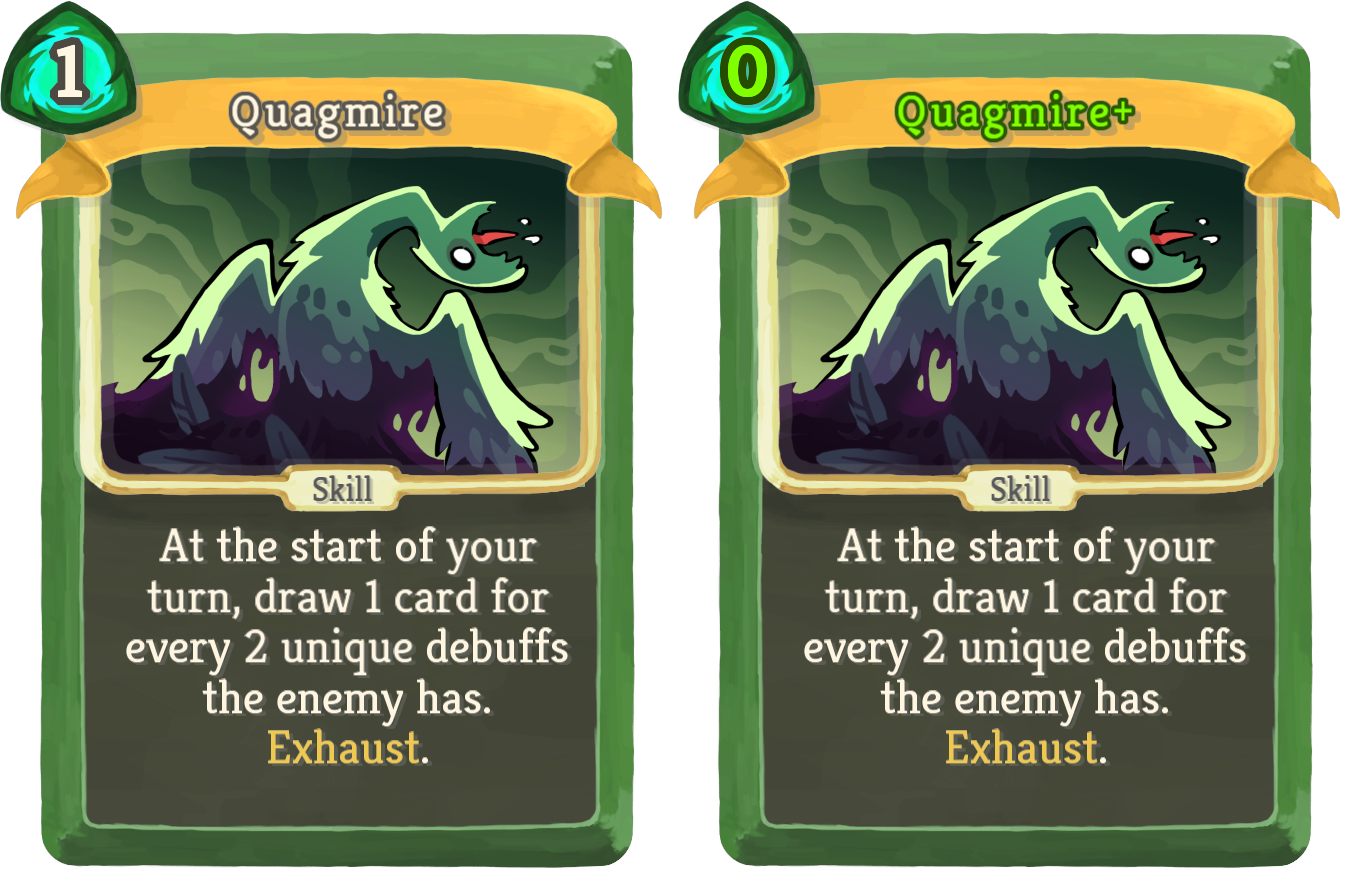 1
Quagmire
Skill
At the start of your
turn, draw 1 card for
every 2 unique debuffs
the enemy has.
Exhaust.
0
Quagmire+
Skill
At the start of your
turn, draw 1 card for
every 2 unique debuffs
the enemy has.
Exhaust.